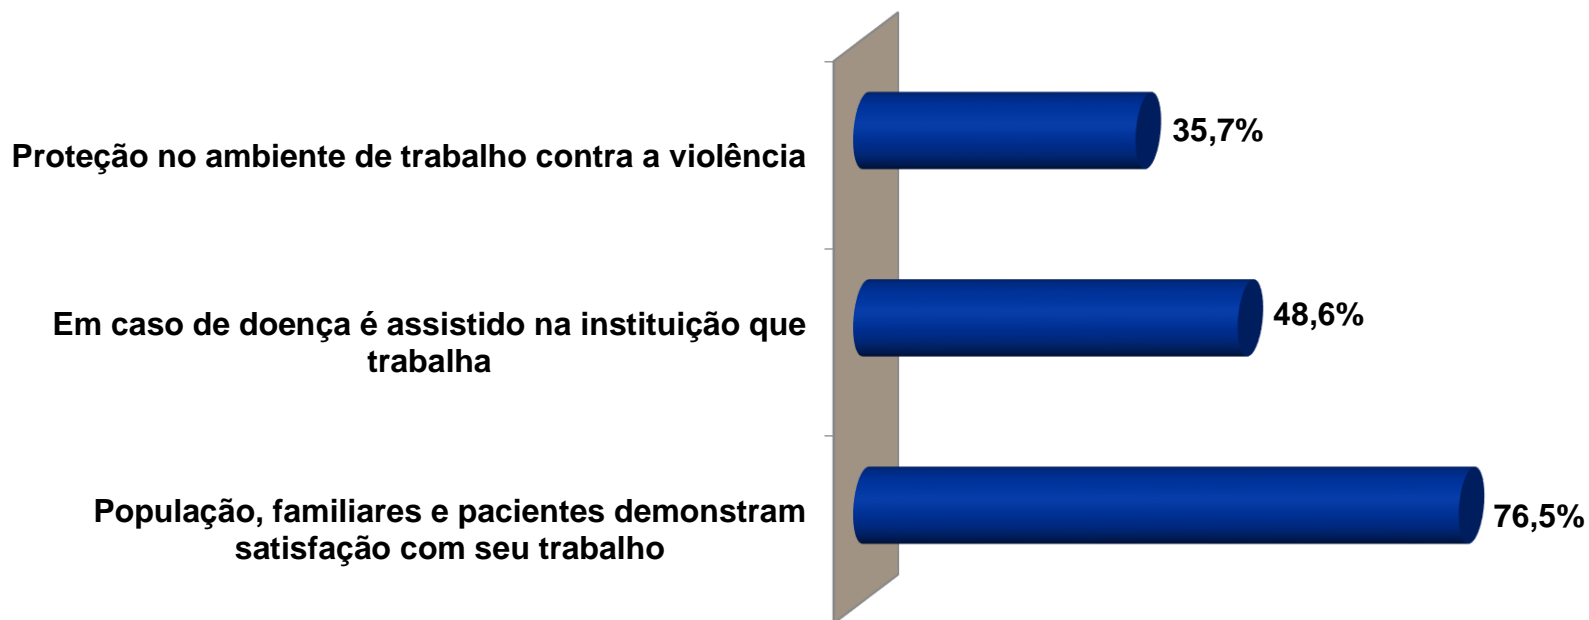 Proteção no ambiente de trabalho contra a violência
35,7%
Em caso de doença é assistido na instituição que
trabalha
48,6%
População, familiares e pacientes demonstram
satisfação com seu trabalho
76,5%